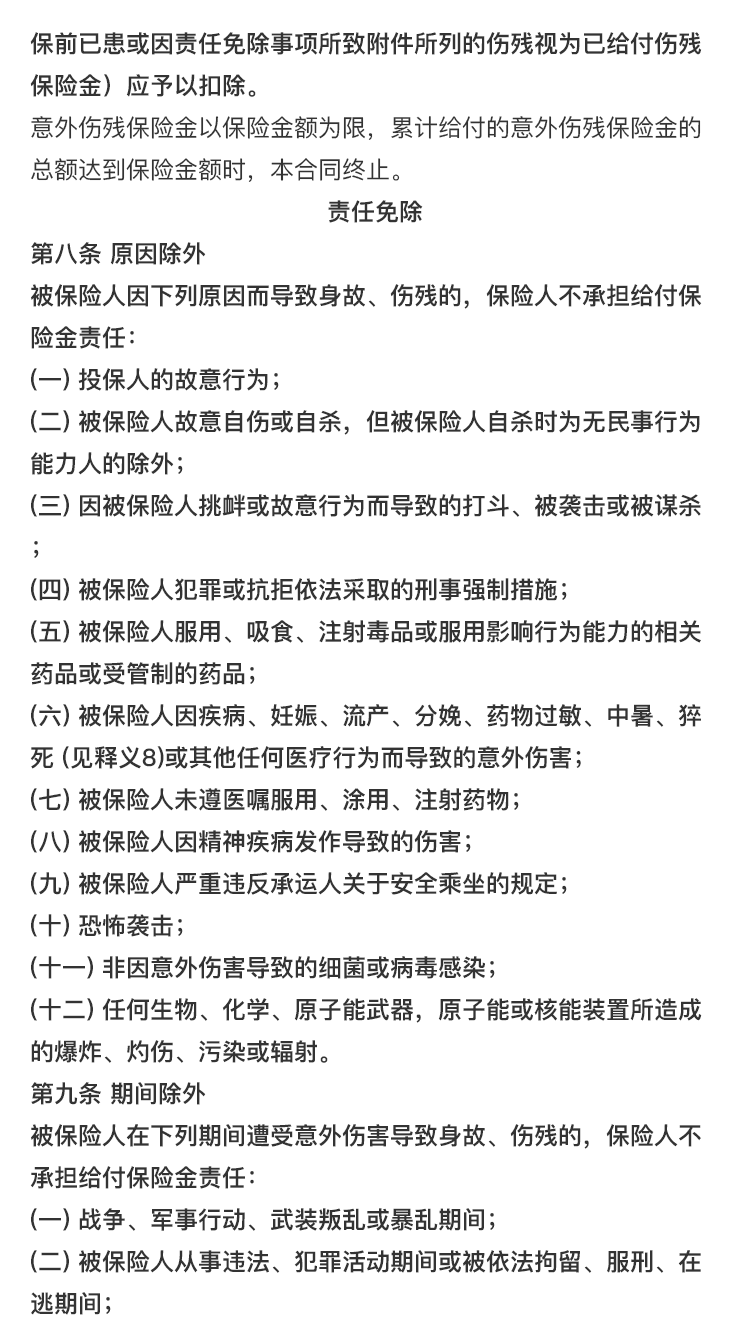 保前已患或因责任免除事项所致附件所列的伤残视为已给付伤残
保险金）应予以扣除。
意外伤残保险金以保险金额为限，累计给付的意外伤残保险金的
总额达到保险金额时，本合同终止。
责任免除
第八条 原因除外
被保险人因下列原因而导致身故、伤残的，保险人不承担给付保
险金责任：
(一) 投保人的故意行为；
(二) 被保险人故意自伤或自杀，但被保险人自杀时为无民事行为
能力人的除外；
(三) 因被保险人挑衅或故意行为而导致的打斗、被袭击或被谋杀
；
(四) 被保险人犯罪或抗拒依法采取的刑事强制措施；
(五) 被保险人服用、吸食、注射毒品或服用影响行为能力的相关
药品或受管制的药品；
(六) 被保险人因疾病、妊娠、流产、分娩、药物过敏、中暑、猝
死 (见释义8)或其他任何医疗行为而导致的意外伤害；
(七) 被保险人未遵医嘱服用、涂用、注射药物；
(八) 被保险人因精神疾病发作导致的伤害；
(九) 被保险人严重违反承运人关于安全乘坐的规定；
(十) 恐怖袭击；
(十一) 非因意外伤害导致的细菌或病毒感染；
(十二) 任何生物、化学、原子能武器，原子能或核能装置所造成
的爆炸、灼伤、污染或辐射。
第九条 期间除外
被保险人在下列期间遭受意外伤害导致身故、伤残的，保险人不
承担给付保险金责任：
(一) 战争、军事行动、武装叛乱或暴乱期间；
(二) 被保险人从事违法、犯罪活动期间或被依法拘留、服刑、在
逃期间；